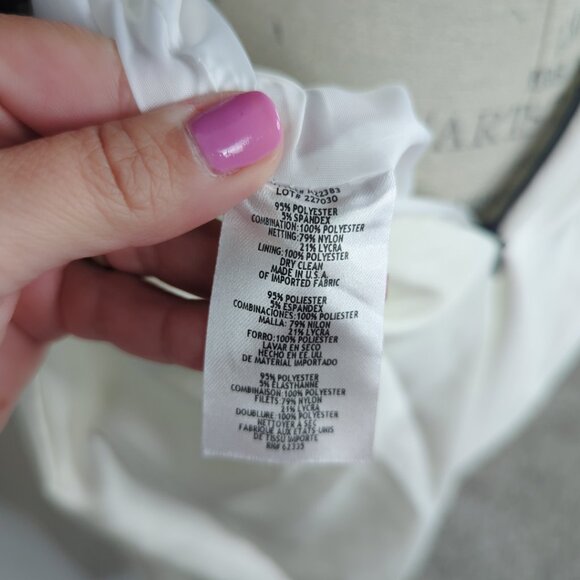 22383
LOT# 227030
95% POLYESTER
5% SPANDEX
COMBINATION:100% POLYESTER
NETTING:79% NYLON
21% LYCRA
LINING:100% POLYESTER
DRY CLEAN
MADE IN U.S.A.
OF IMPORTED FABRIC
95% POLIESTER
5% ESPANDEX
COMBINACIONES:100% POLIESTER
MALLA: 79% NILON
21% LYCRA
FORRO:100% POLIESTER
LAVAR EN SECO
HECHO EN EE.UU.
DE MATERIAL IMPORTADO
95% POLYESTER
5% ELASTHANNE
COMBINAISON:100% POLYESTER
FILETS: 79% NYLON
21% LYCRA
DOUBLURE:100% POLYESTER
NETTOYER A SEC
FABRIQUE AUX ETATS-UNIS
DE TISSU IMPORTE
RN# 62335